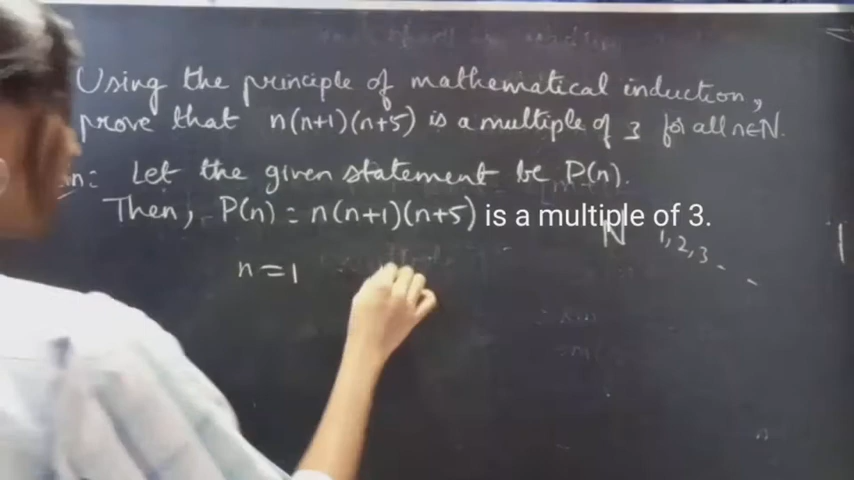 Using the principle of mathematical induction,
prove that n(n+1)(n+5) is a multiple of 3 for all n∈N.
n: Let the given statement be P(n).
Then, P(n) = n(n+1)(n+5) is a multiple of 3.
N 1, 2, 3 . .
n = 1